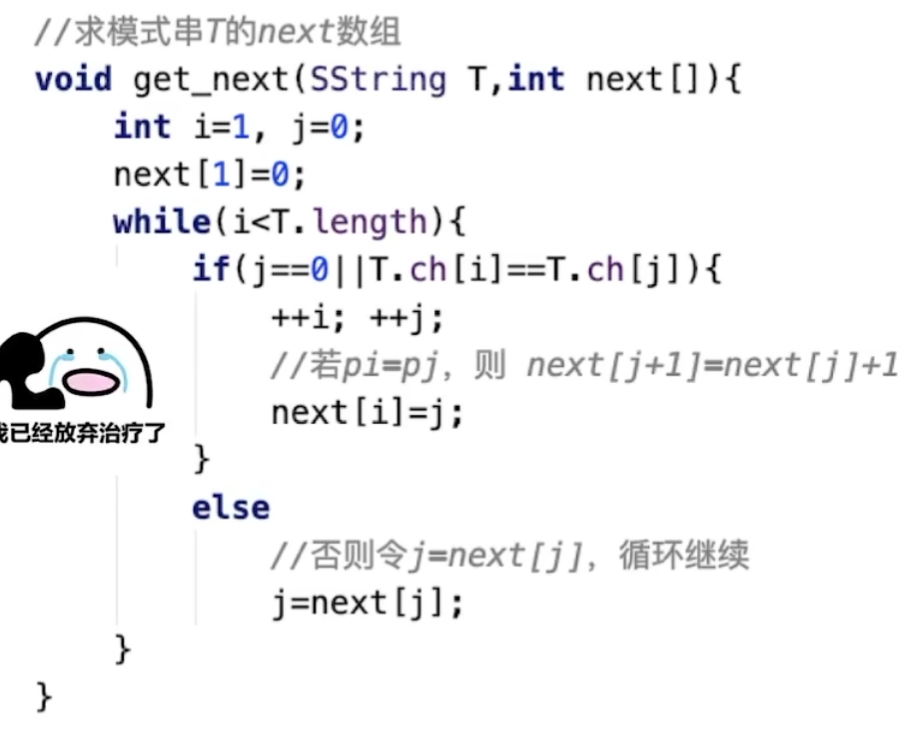 //求模式串T的next数组
void get_next(SString T,int next[]){
int i=1, j=0;
next[1]=0;
while(i<T.length){
if(j==0||T.ch[i]==T.ch[j]){
++i; ++j;
//若pi=pj，则 next[j+1]=next[j]+1
next[i]=j;
我已经放弃治疗了
}
else
//否则令j=next[j]，循环继续
j=next[j];
}
}